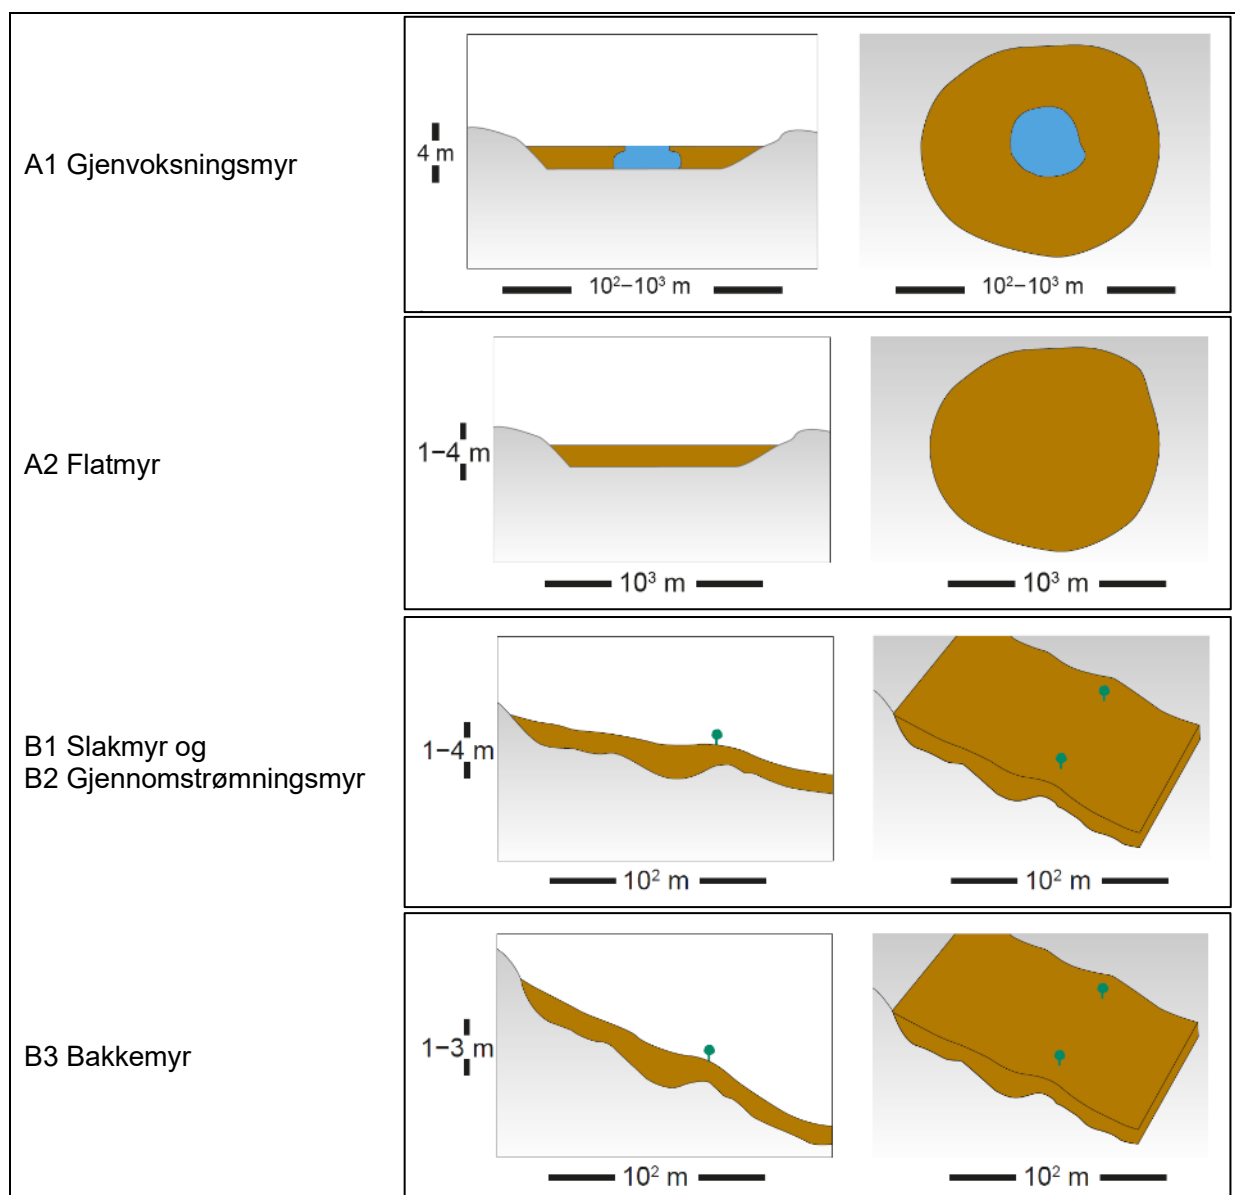 A1 Gjenvoksningsmyr
4 m
10²–10³ m
10²–10³ m
A2 Flatmyr
1–4 m
10³ m
10³ m
B1 Slakmyr og
B2 Gjennomstrømningsmyr
1–4 m
10² m
10² m
B3 Bakkemyr
1–3 m
10² m
10² m